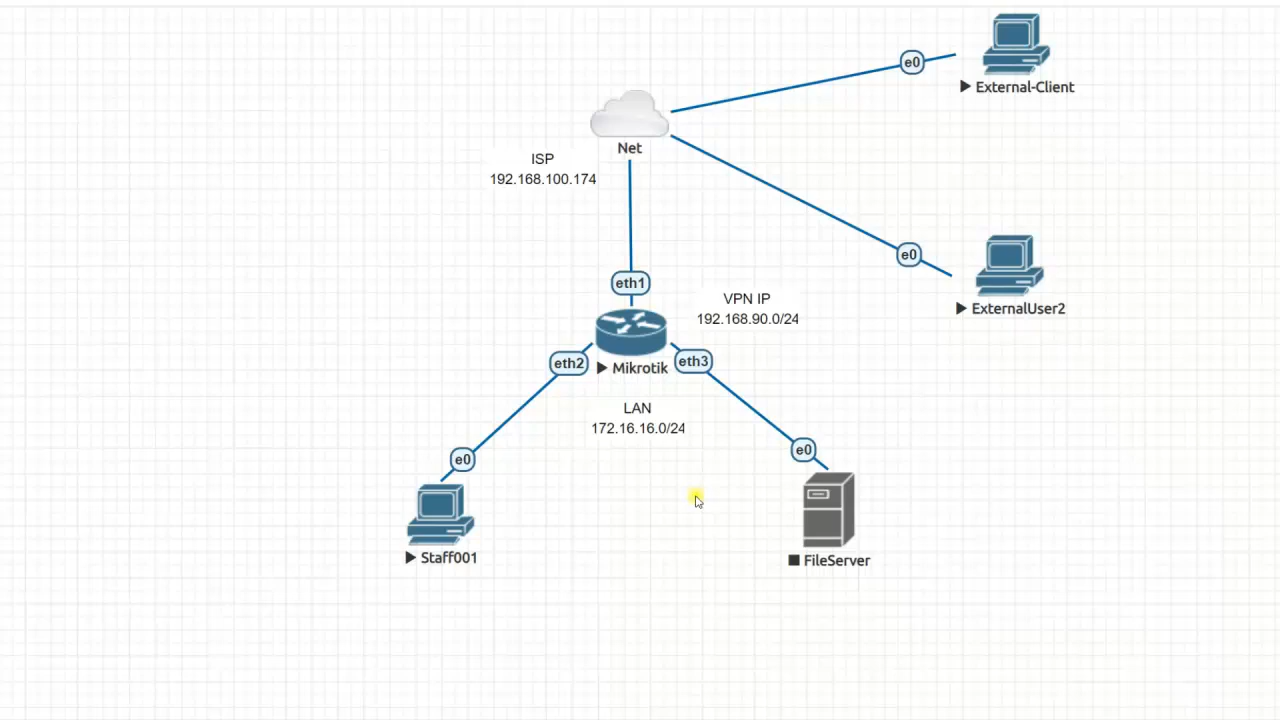 e0
External-Client
Net
ISP
192.168.100.174
e0
eth1
VPN IP
192.168.90.0/24
ExternalUser2
eth2
Mikrotik
eth3
LAN
172.16.16.0/24
e0
e0
Staff001
FileServer